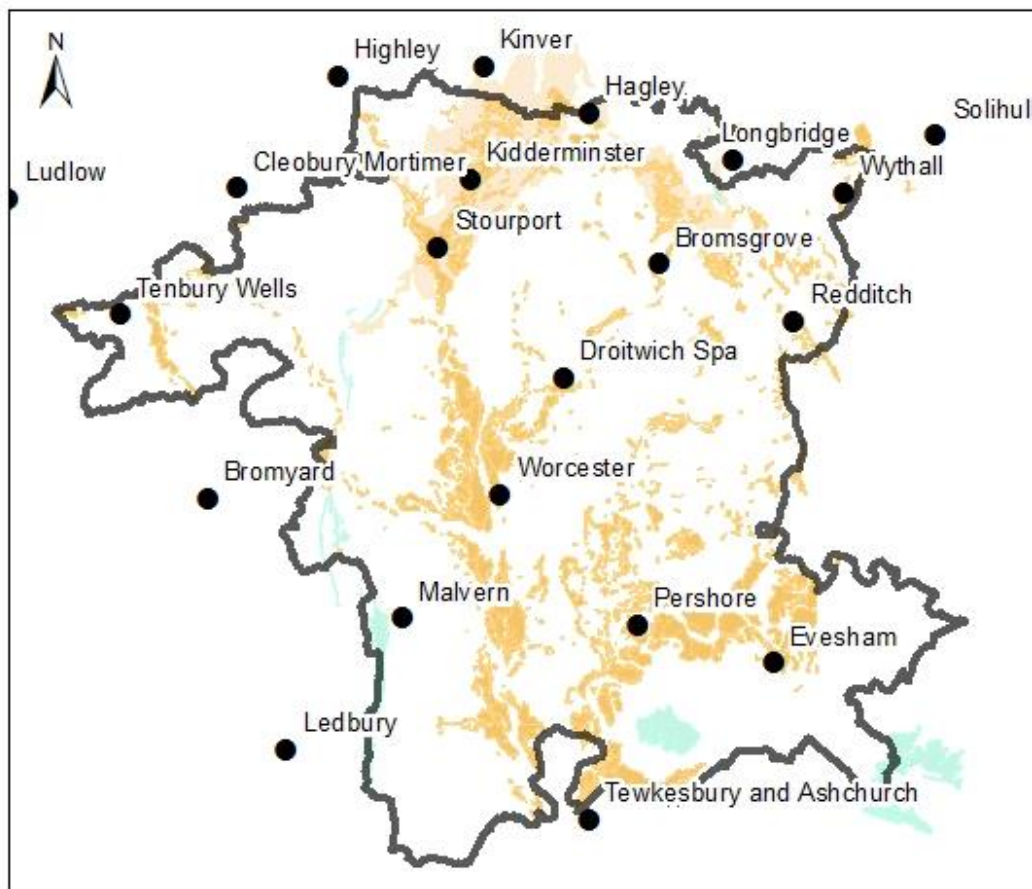 N
Highley
Kinver
Hagley
Solihul
Longbridge
Ludlow
Cleobury Mortimer
Kidderminster
Wythall
Stourport
Bromsgrove
Tenbury Wells
Redditch
Droitwich Spa
Bromyard
Worcester
Malvern
Pershore
Evesham
Ledbury
Tewkesbury and Ashchurch